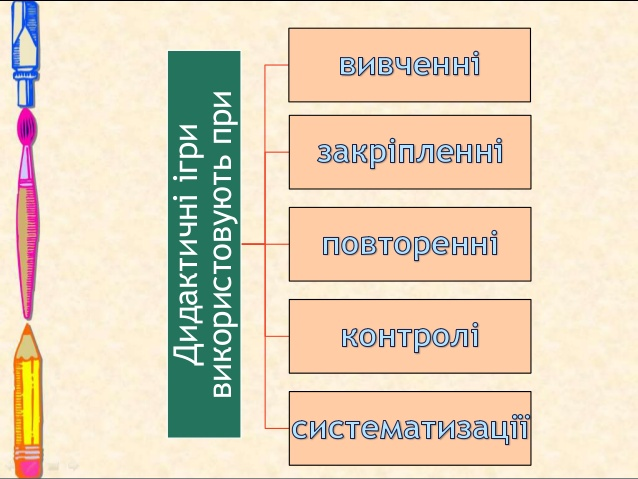 Дидактичні ігри
використовують при
вивченні
закріпленні
повторенні
контролі
систематизації